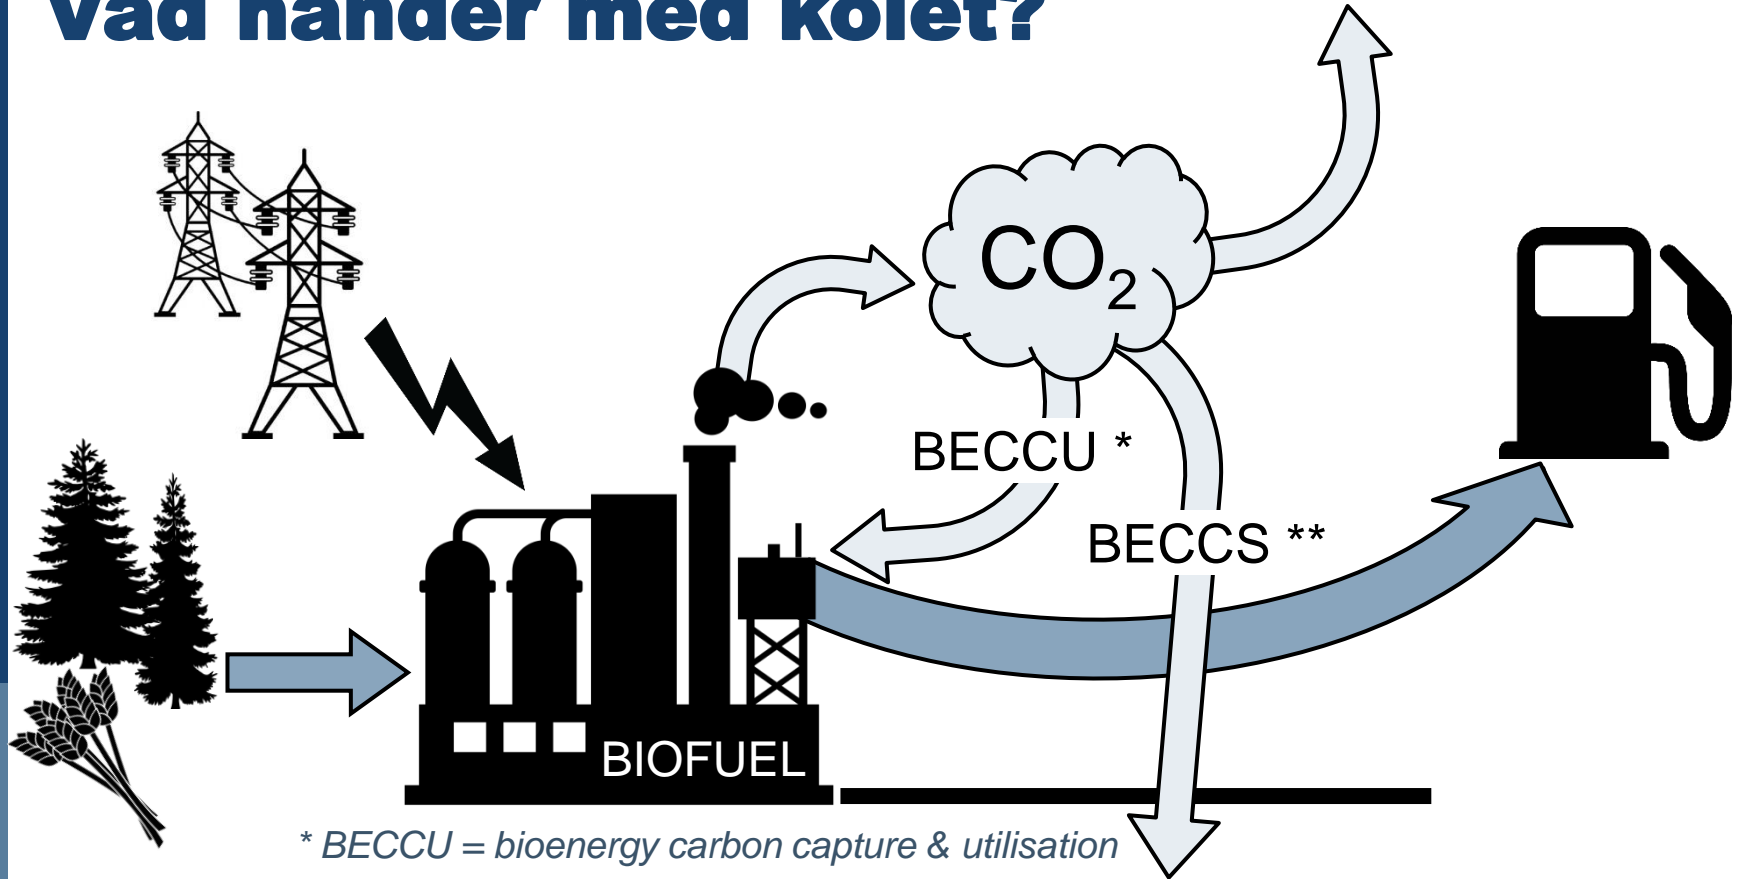 Vad händer med kolet?
CO₂
BECCU *
BECCS **
BIOFUEL
* BECCU = bioenergy carbon capture & utilisation